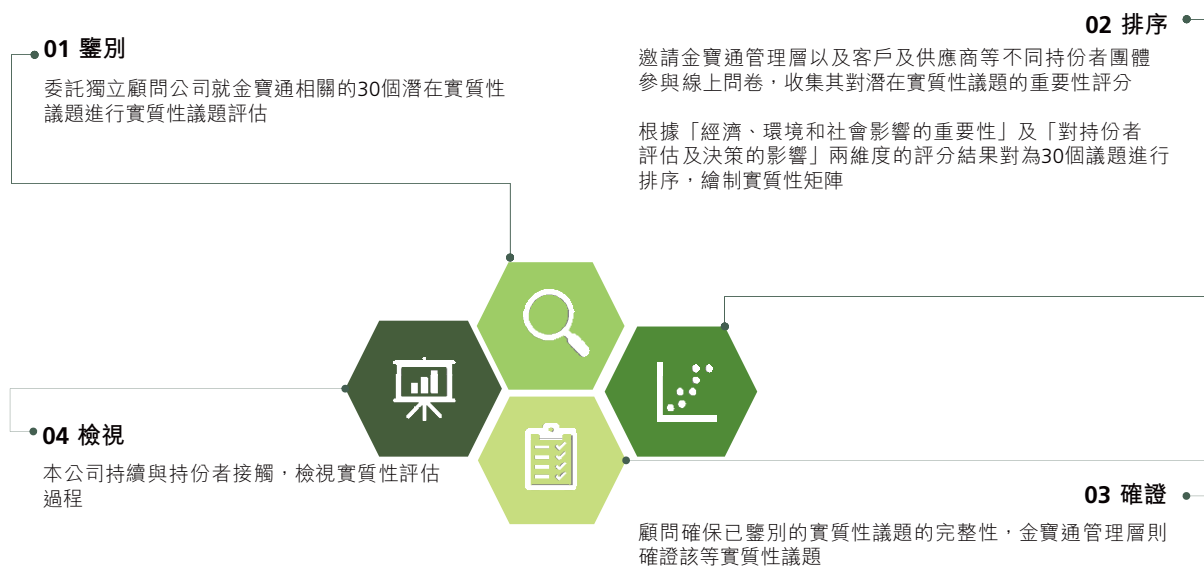 01 鑒別
委託獨立顧問公司就金寶通相關的30個潛在實質性
議題進行實質性議題評估
02 排序
邀請金寶通管理層以及客戶及供應商等不同持份者團體
參與線上問卷，收集其對潛在實質性議題的重要性評分
根據「經濟、環境和社會影響的重要性」及「對持份者
評估及決策的影響」兩維度的評分結果對為30個議題進行
排序，繪制實質性矩陣
03 確證
顧問確保已鑒別的實質性議題的完整性，金寶通管理層則
確證該等實質性議題
04 檢視
本公司持續與持份者接觸，檢視實質性評估
過程